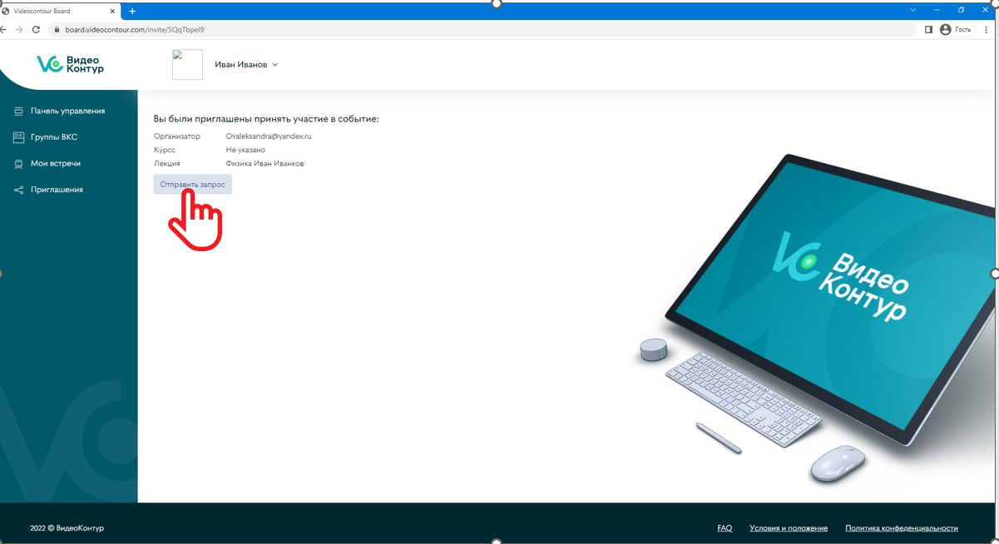 Videocontour Board
board.videocontour.com/invite/SQqTbpeI9
Гость
Видео
Контур
Иван Иванов
Панель управления
Группы ВКС
Мои встречи
Приглашения
Вы были приглашены принять участие в событие:
Организатор Ovaleksandra@yandex.ru
Курсс Не указано
Лекция Физика Иван Иванков
Отправить запрос
Видео
Контур
2022 © ВидеоКонтур
FAQ Условия и положение Политика конфеденциальности